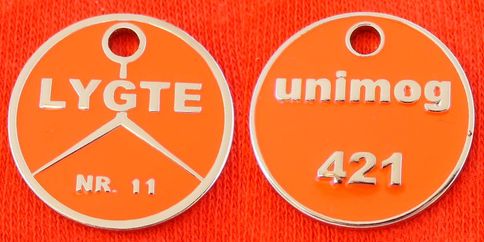 LYGTE
NR. 11
unimog
421